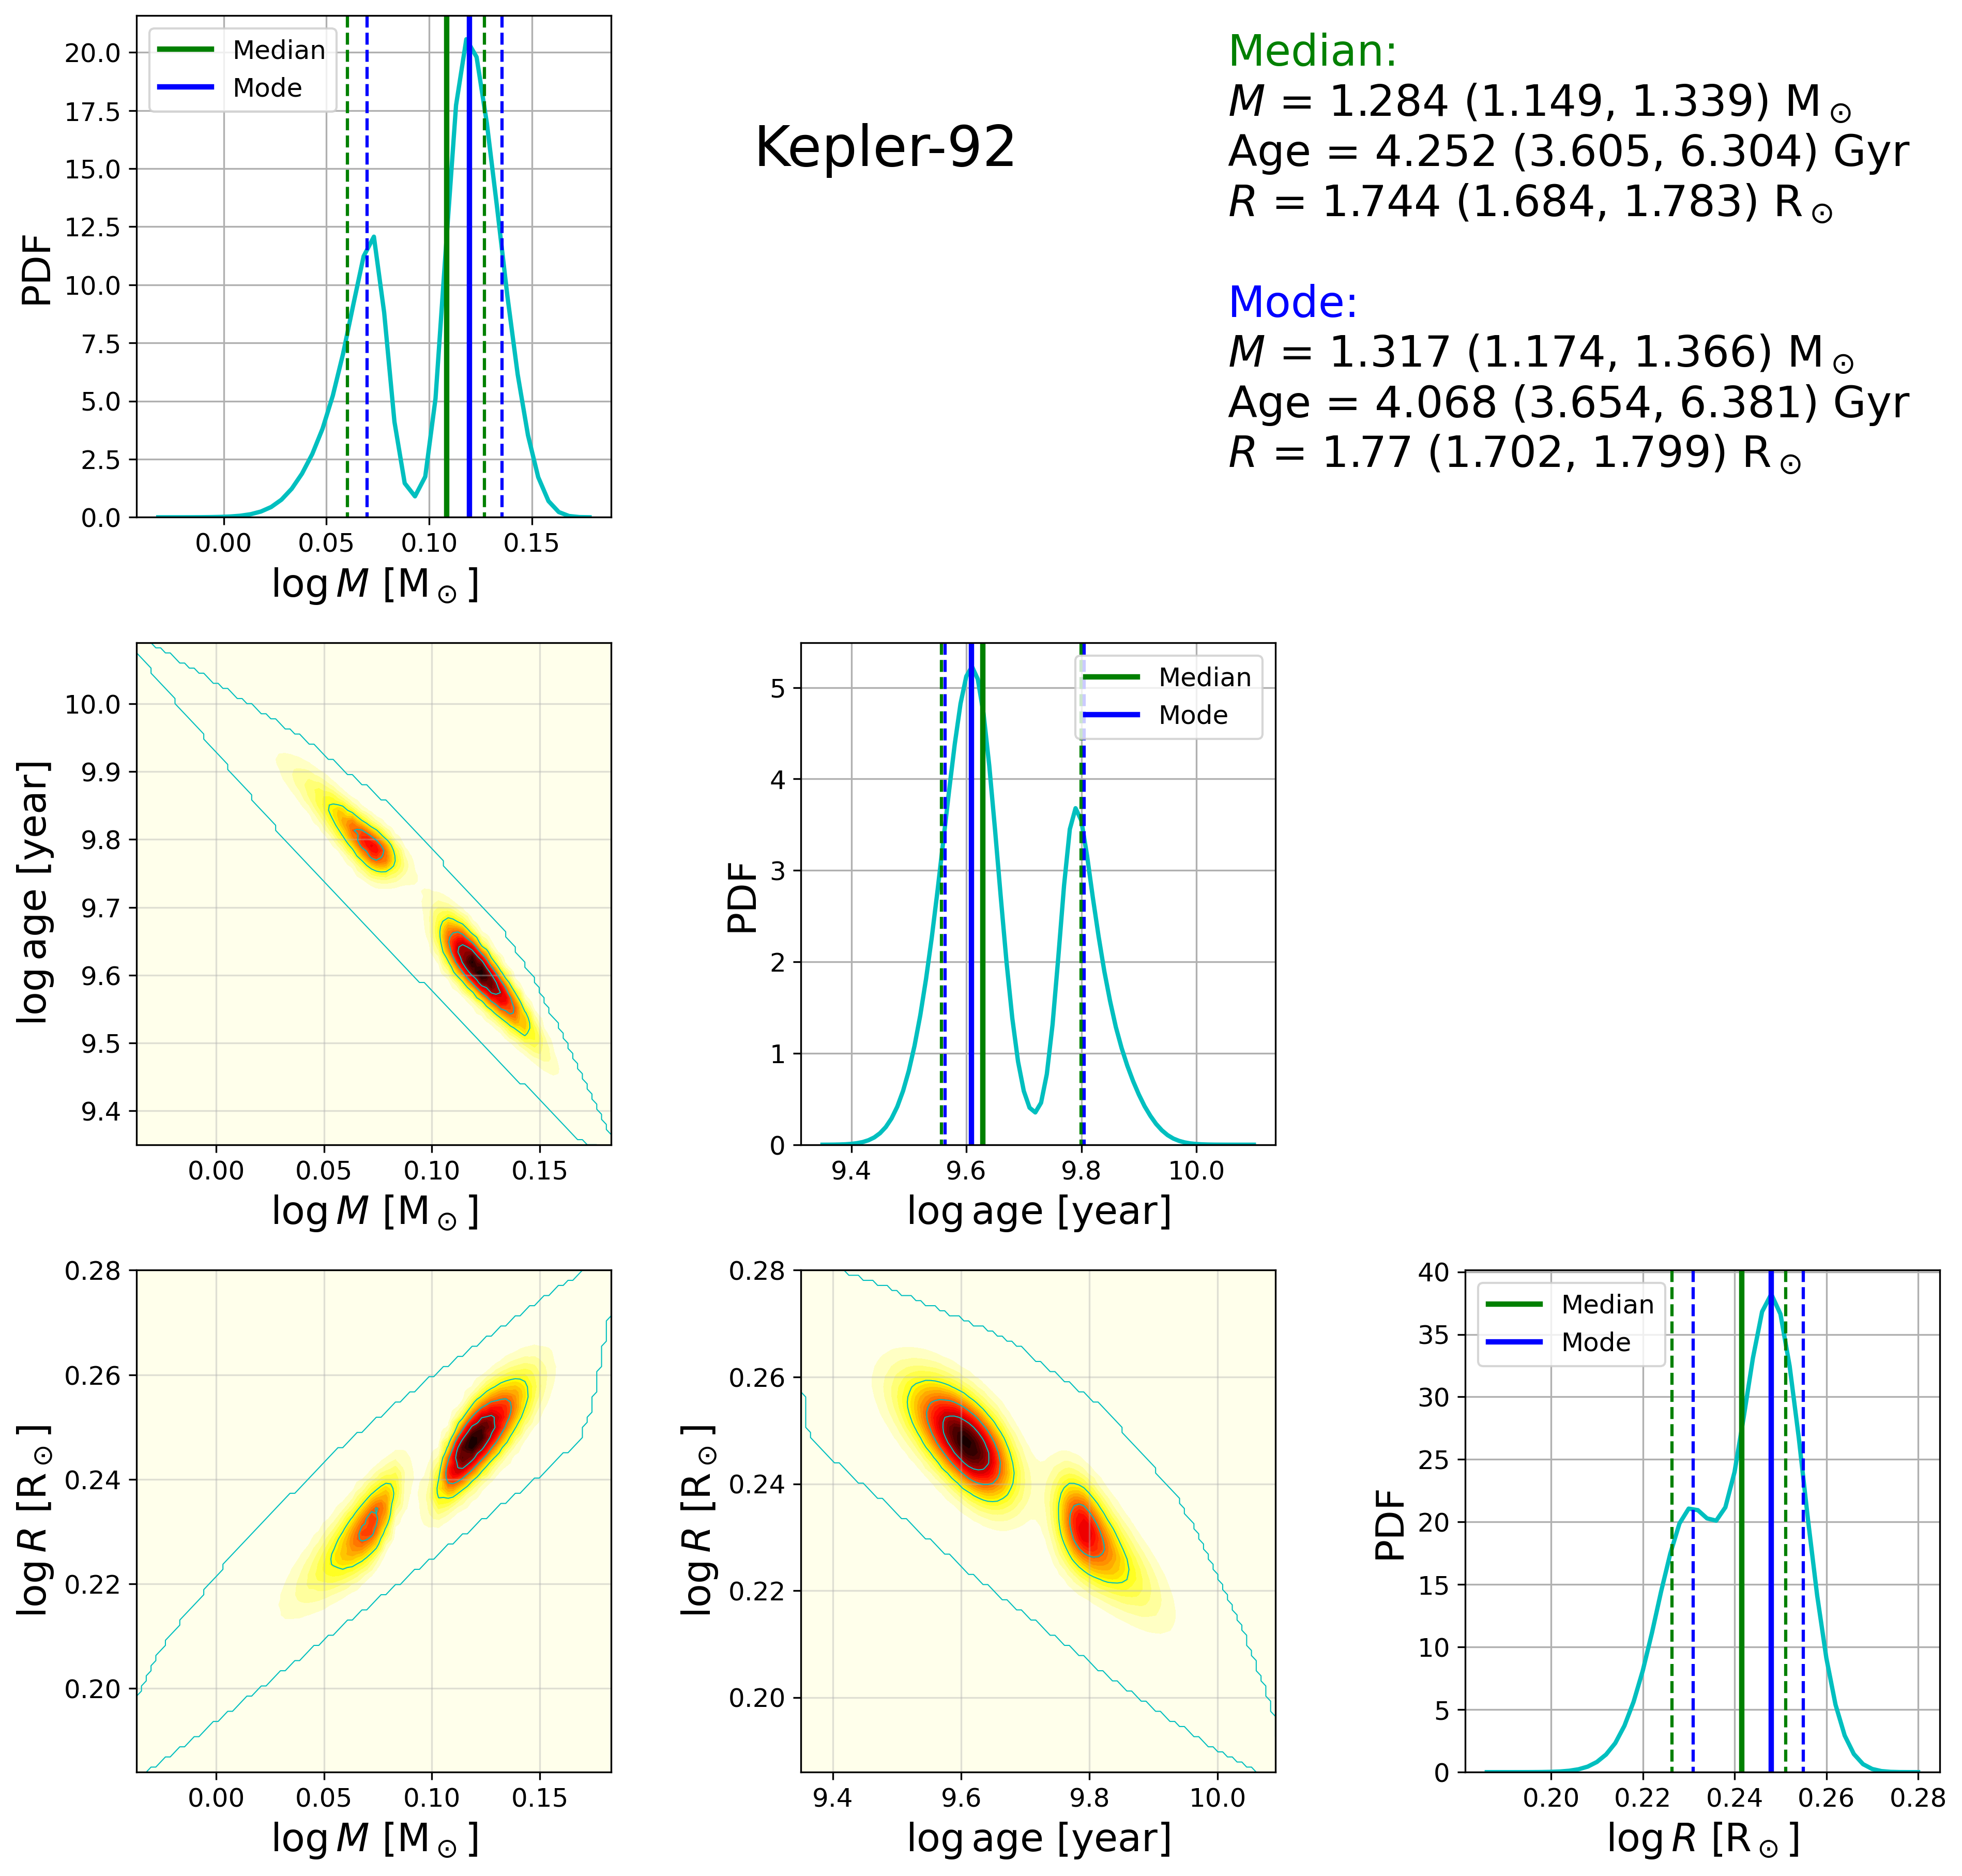 Median
Mode
20.0
17.5
15.0
12.5
10.0
7.5
5.0
2.5
0.0
PDF
0.00 0.05 0.10 0.15
log M [M⊙]
Kepler-92
Median:
M = 1.284 (1.149, 1.339) M⊙
Age = 4.252 (3.605, 6.304) Gyr
R = 1.744 (1.684, 1.783) R⊙
Mode:
M = 1.317 (1.174, 1.366) M⊙
Age = 4.068 (3.654, 6.381) Gyr
R = 1.77 (1.702, 1.799) R⊙
10.0
9.9
9.8
9.7
9.6
9.5
9.4
log age [year]
0.00 0.05 0.10 0.15
log M [M⊙]
Median
Mode
5
4
3
2
1
0
PDF
9.4 9.6 9.8 10.0
log age [year]
0.28
0.26
0.24
0.22
0.20
log R [R⊙]
0.00 0.05 0.10 0.15
log M [M⊙]
0.28
0.26
0.24
0.22
0.20
log R [R⊙]
9.4 9.6 9.8 10.0
log age [year]
Median
Mode
40
35
30
25
20
15
10
5
0
PDF
0.20 0.22 0.24 0.26 0.28
log R [R⊙]